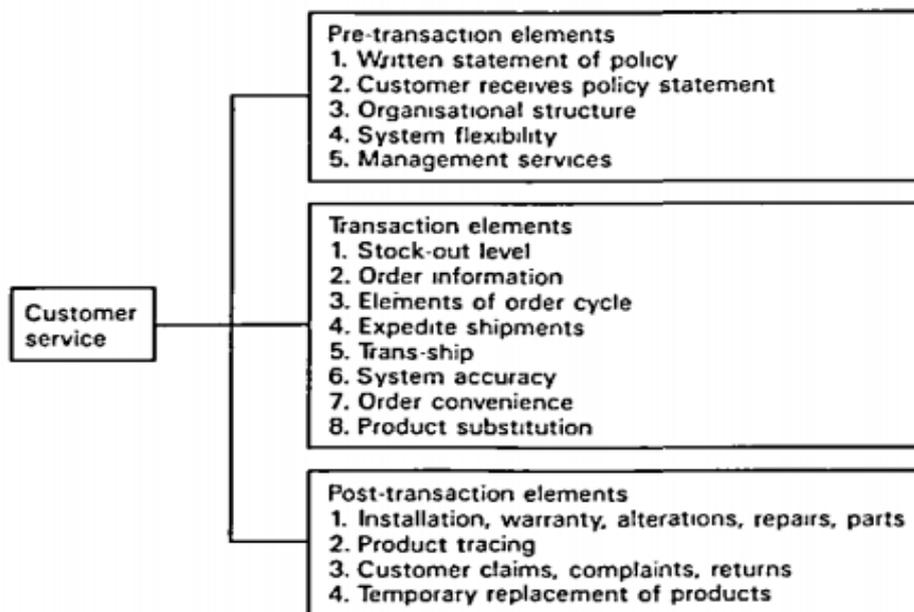 Pre-transaction elements
1. Written statement of policy
2. Customer receives policy statement
3. Organisational structure
4. System flexibility
5. Management services
Transaction elements
1. Stock-out level
2. Order information
3. Elements of order cycle
4. Expedite shipments
5. Trans-ship
6. System accuracy
7. Order convenience
8. Product substitution
Customer
service
Post-transaction elements
1. Installation, warranty, alterations, repairs, parts
2. Product tracing
3. Customer claims, complaints, returns
4. Temporary replacement of products